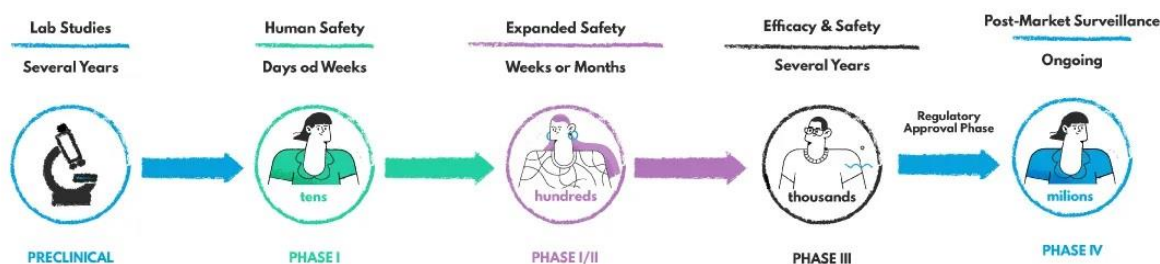 Lab Studies
Several Years
PRECLINICAL
Human Safety
Days od Weeks
tens
PHASE I
Expanded Safety
Weeks or Months
hundreds
PHASE I/II
Efficacy & Safety
Several Years
thousands
PHASE III
Regulatory
Approval Phase
Post-Market Surveillance
Ongoing
milions
PHASE IV